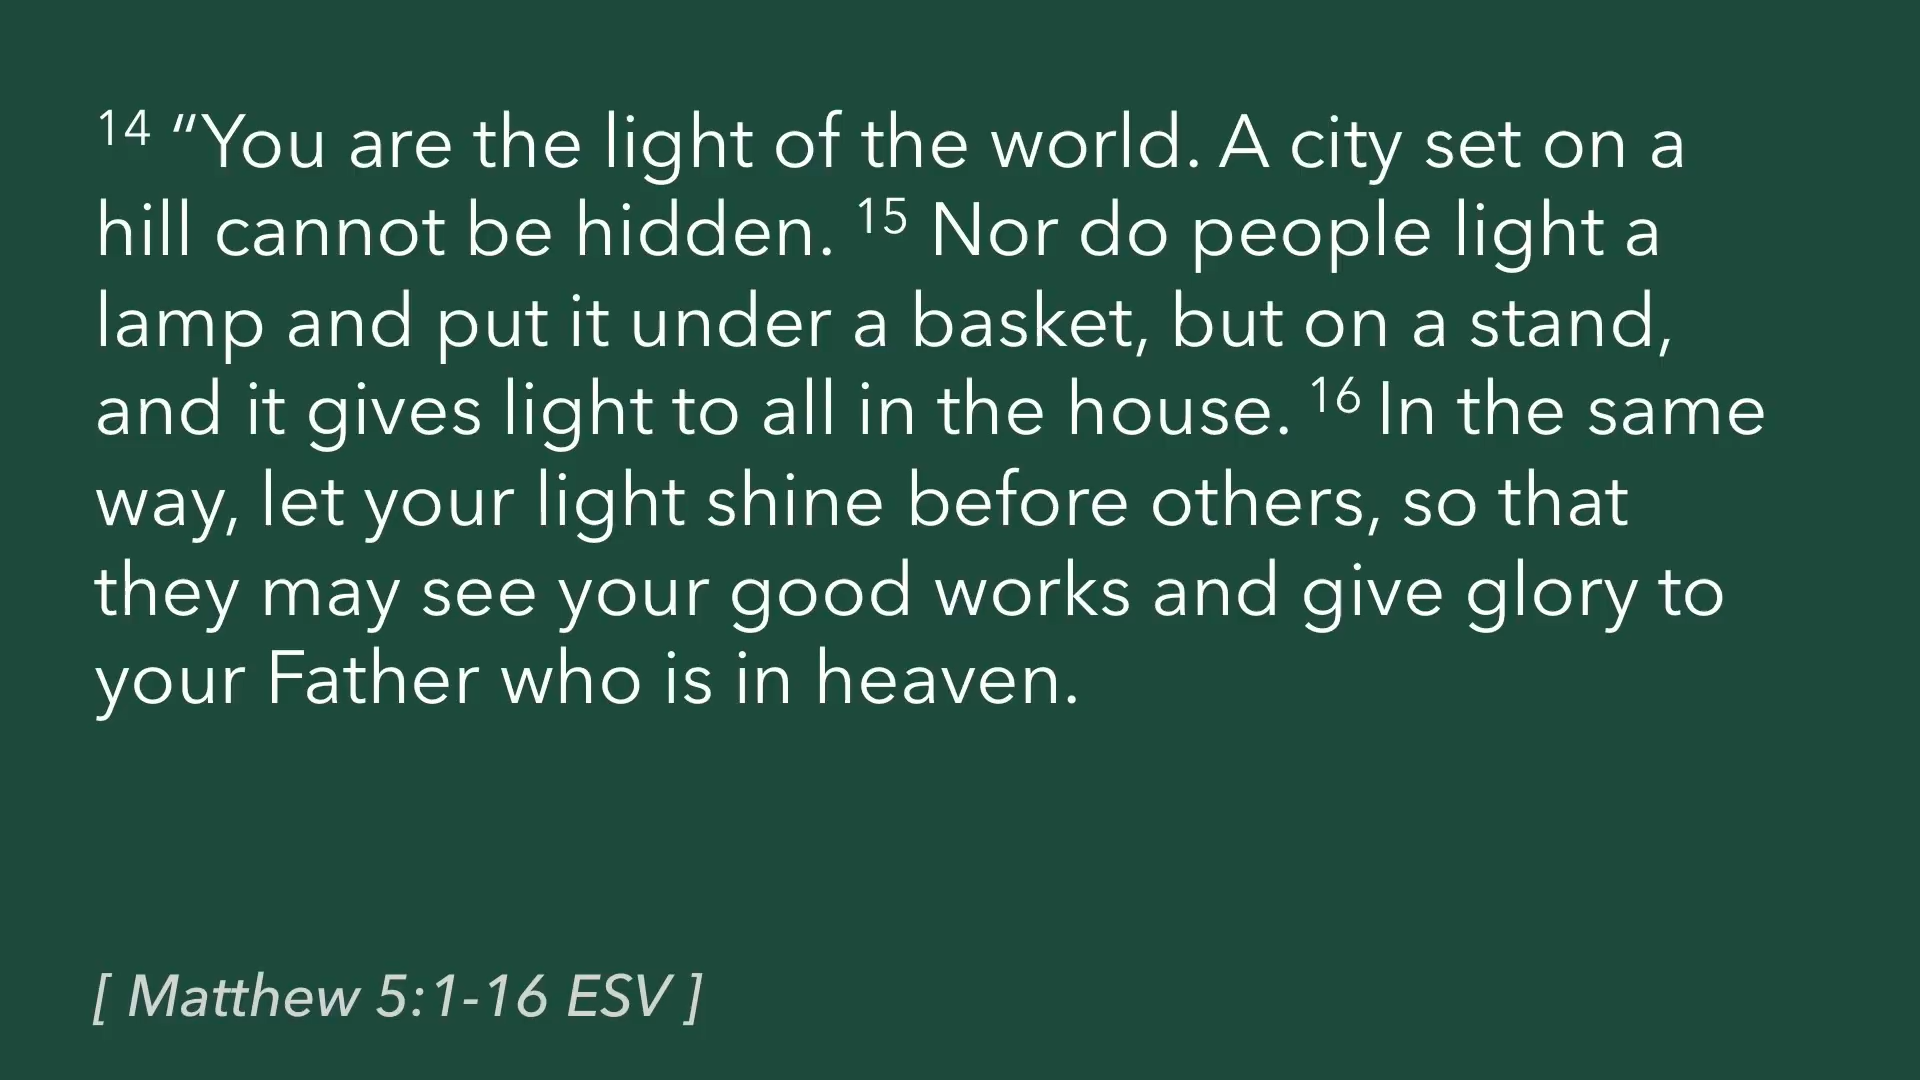 14 “You are the light of the world. A city set on a
hill cannot be hidden. 15 Nor do people light a
lamp and put it under a basket, but on a stand,
and it gives light to all in the house. 16 In the same
way, let your light shine before others, so that
they may see your good works and give glory to
your Father who is in heaven.
[ Matthew 5:1-16 ESV ]